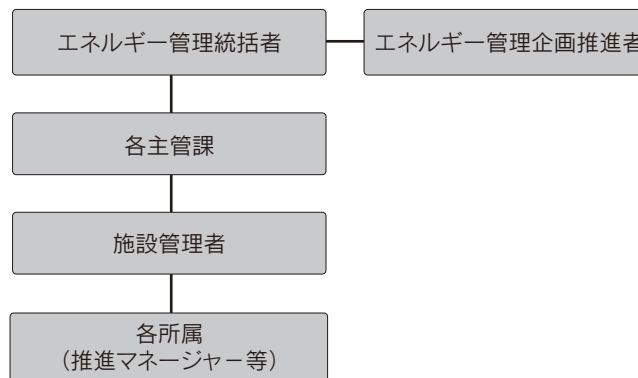 エネルギー管理統括者
エネルギー管理企画推進者
各主管課
施設管理者
各所属
（推進マネージャー等）